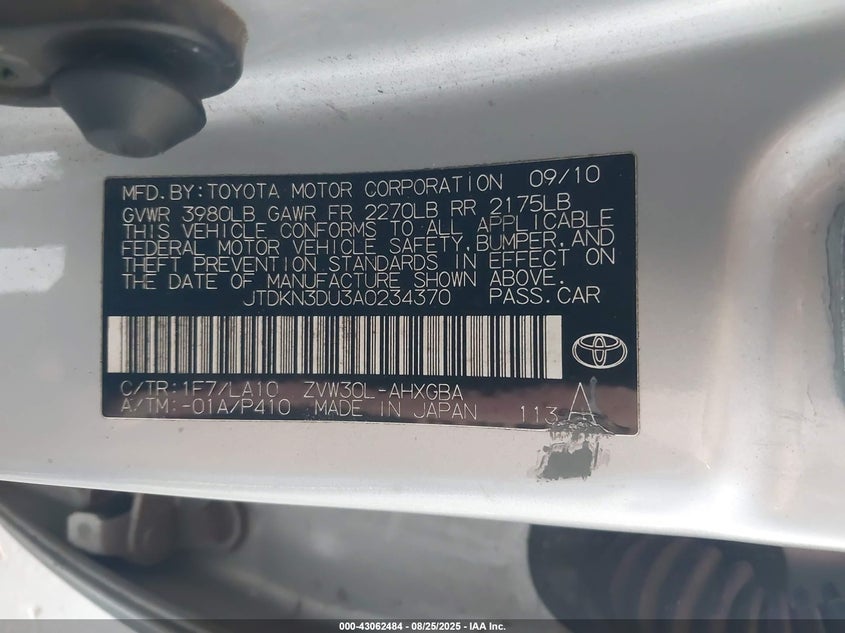 MFD.BY:TOYOTA MOTOR CORPORATION 09/10
GVWR 3980LB GAWR FR 2270LB RR 2175LB
THIS VEHICLE CONFORMS TO ALL APPLICABLE
FEDERAL MOTOR VEHICLE SAFETY,BUMPER,AND
THEFT PREVENTION STANDARDS IN EFFECT ON
THE DATE OF MANUFACTURE SHOWN ABOVE.
JTDKN3DU3A0234370 PASS.CAR
C/TR:1F7/LA10 ZVW30L-AHXGBA
A/TM:-01A/P410 MADE IN JAPAN 113 A
000-43062484 - 08/25/2025 - IAA Inc.